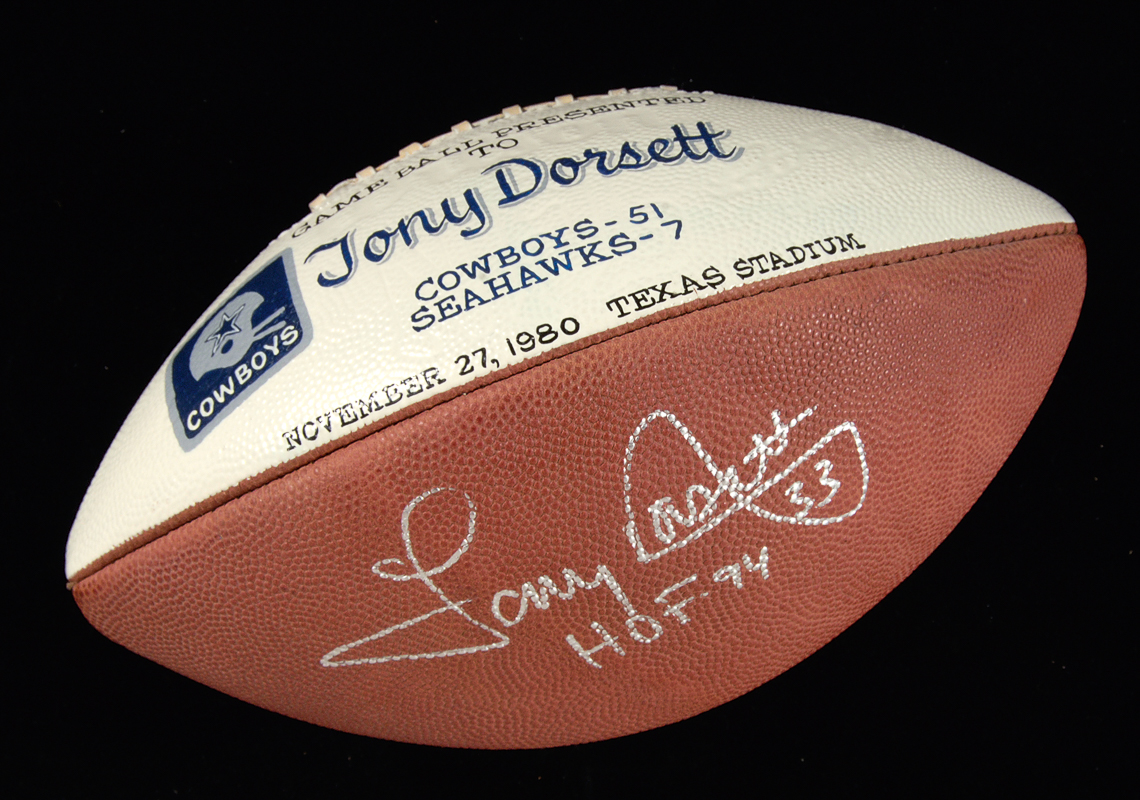 GAME BALL PRESENTED
TO
Tony Dorsett
COWBOYS-51
SEAHAWKS-7
NOVEMBER 27, 1980 TEXAS STADIUM
COWBOYS
Tony Dorsett 33
HOF-94